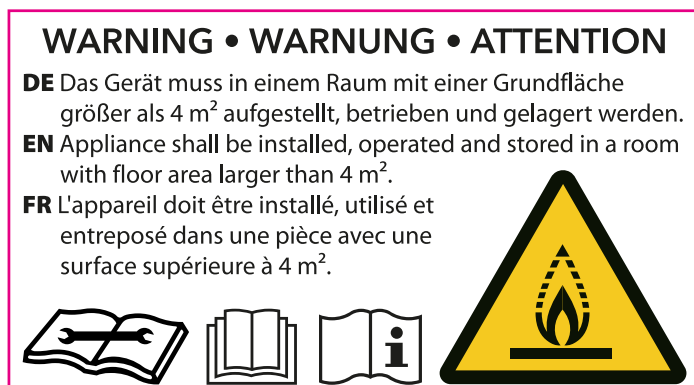 WARNING • WARNUNG • ATTENTION
DE Das Gerät muss in einem Raum mit einer Grundfläche
größer als 4 m² aufgestellt, betrieben und gelagert werden.
EN Appliance shall be installed, operated and stored in a room
with floor area larger than 4 m².
FR L'appareil doit être installé, utilisé et
entreposé dans une pièce avec une
surface supérieure à 4 m².
i